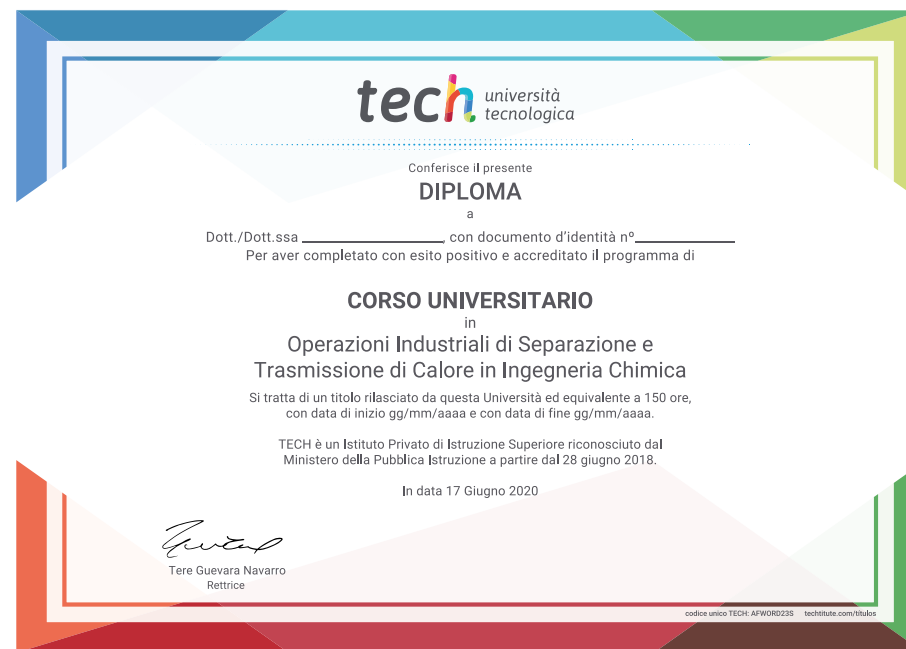 tech università
tecnologica
Conferisce il presente
DIPLOMA
a
Dott./Dott.ssa ____________________, con documento d'identità nº______________
Per aver completato con esito positivo e accreditato il programma di
CORSO UNIVERSITARIO
in
Operazioni Industriali di Separazione e
Trasmissione di Calore in Ingegneria Chimica
Si tratta di un titolo rilasciato da questa Università ed equivalente a 150 ore,
con data di inizio gg/mm/aaaa e con data di fine gg/mm/aaaa.
TECH è un Istituto Privato di Istruzione Superiore riconosciuto dal
Ministero della Pubblica Istruzione a partire dal 28 giugno 2018.
In data 17 Giugno 2020
Tere Guevara Navarro
Rettrice
codice unico TECH: AFWORD23S techtitute.com/titulos